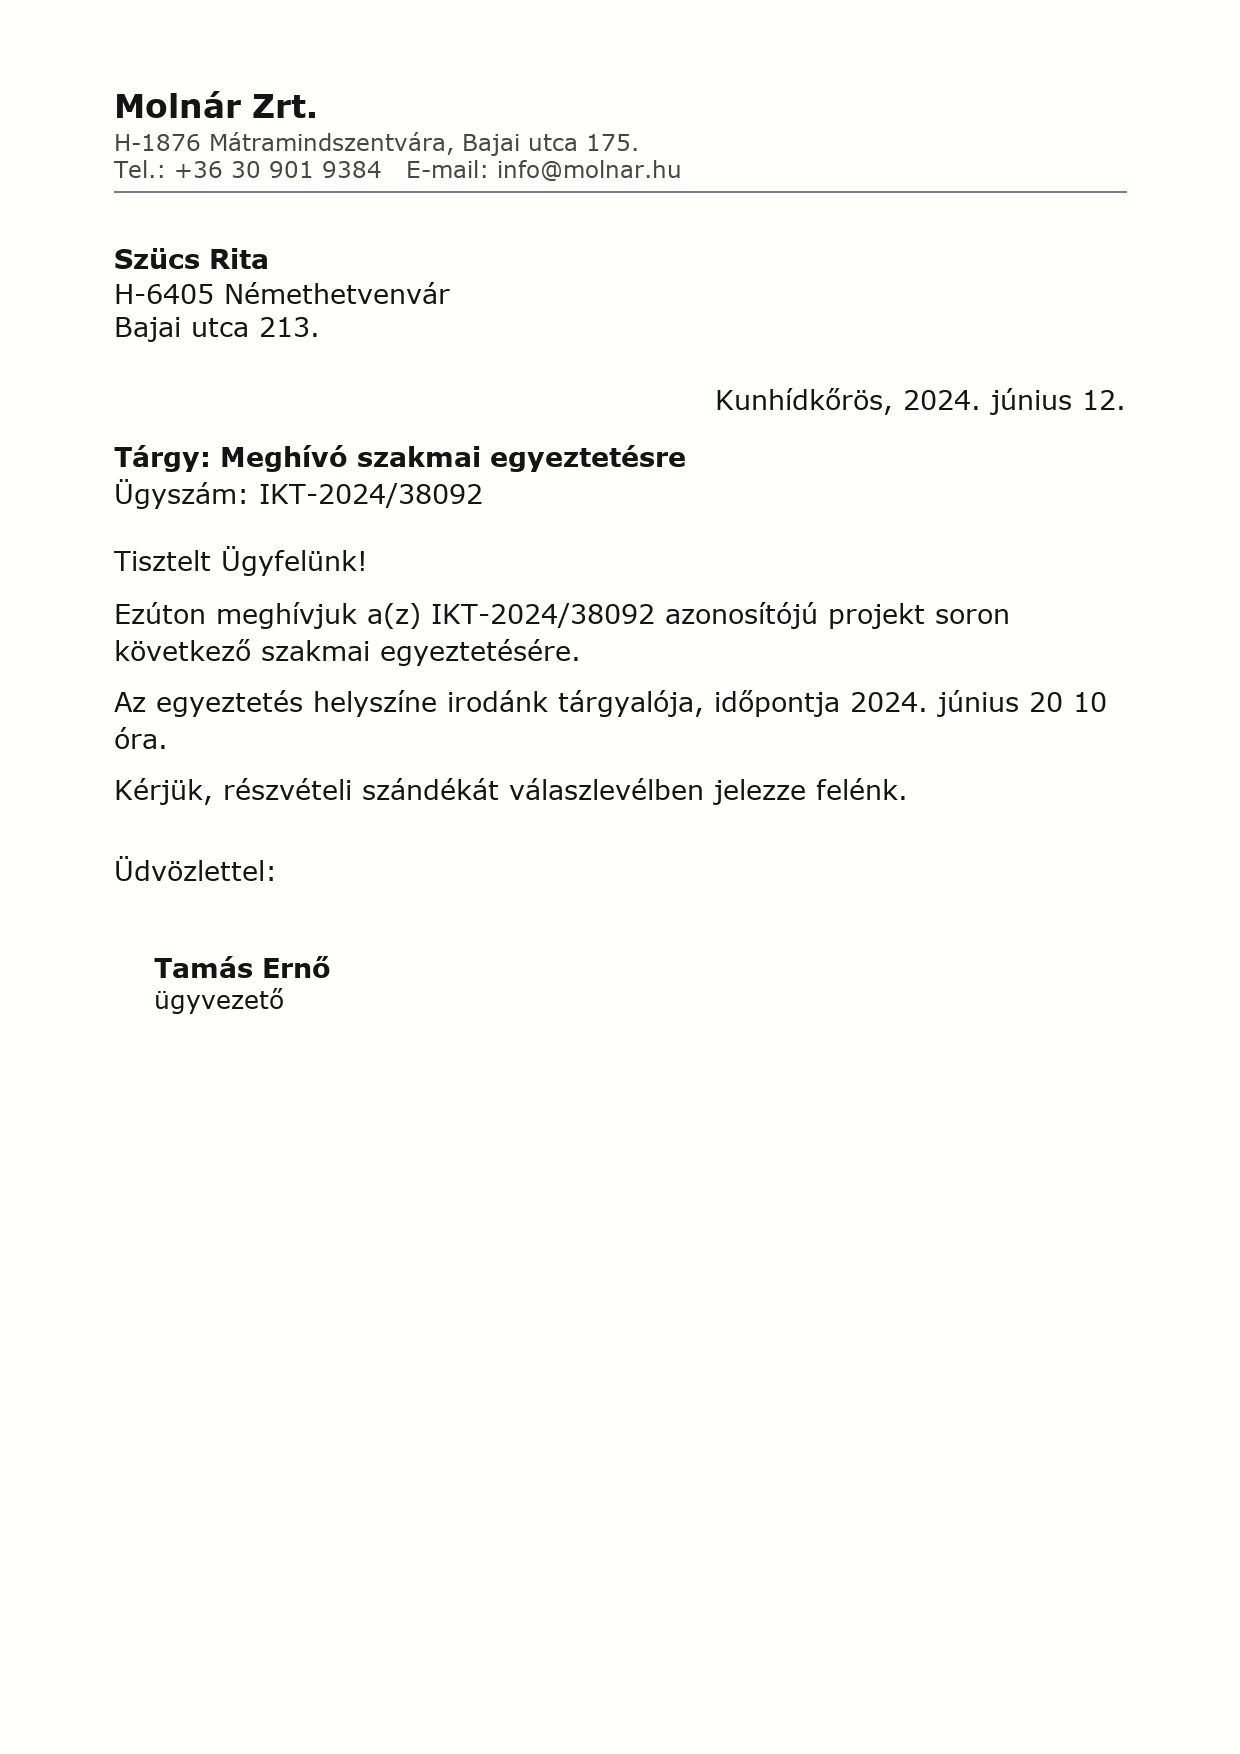 Molnár Zrt.
H-1876 Mátramindszentvára, Bajai utca 175.
Tel.: +36 30 901 9384 E-mail: info@molnar.hu
Szücs Rita
H-6405 Némethetvenvár
Bajai utca 213.
Kunhídkőrös, 2024. június 12.
Tárgy: Meghívó szakmai egyeztetésre
Ügyszám: IKT-2024/38092
Tisztelt Ügyfelünk!
Ezúton meghívjuk a(z) IKT-2024/38092 azonosítójú projekt soron
következő szakmai egyeztetésére.
Az egyeztetés helyszíne irodánk tárgyalója, időpontja 2024. június 20 10
óra.
Kérjük, részvételi szándékát válaszlevélben jelezze felénk.
Üdvözlettel:
Tamás Ernő
ügyvezető